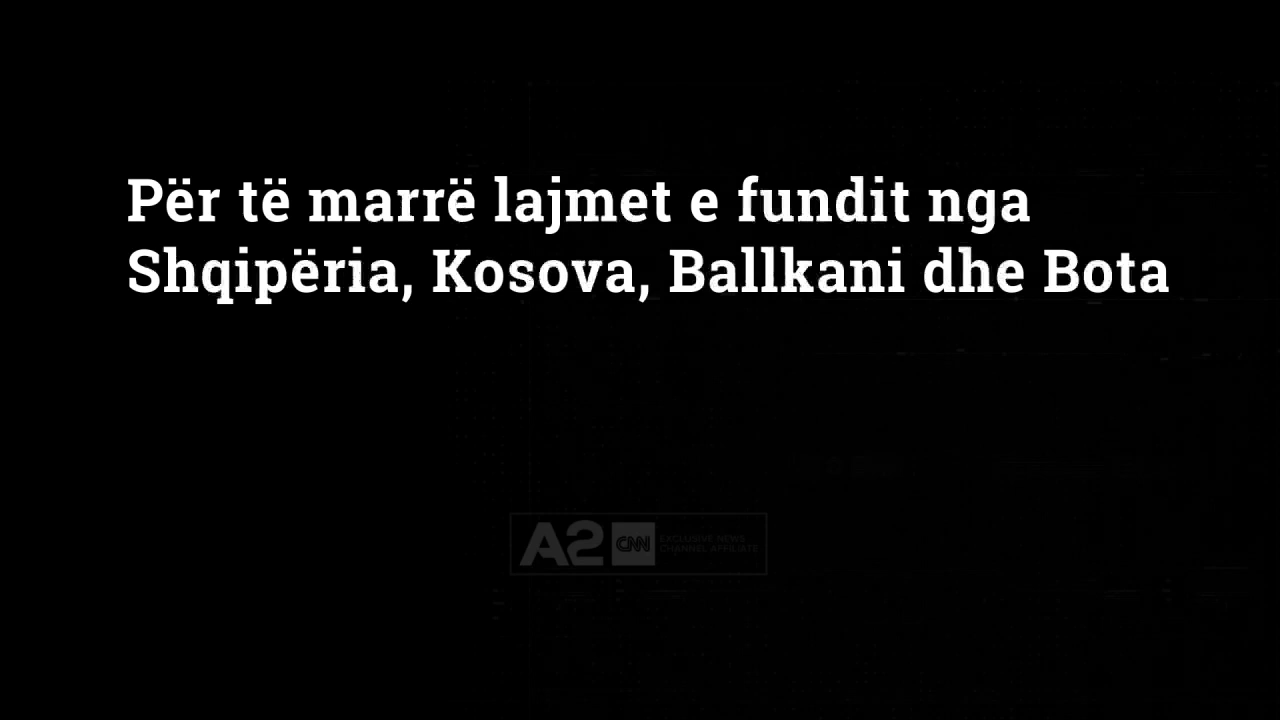 Për të marrë lajmet e fundit nga
Shqipëria, Kosova, Ballkani dhe Bota
A2 CNN EXCLUSIVE NEWS
CHANNEL AFFILIATE